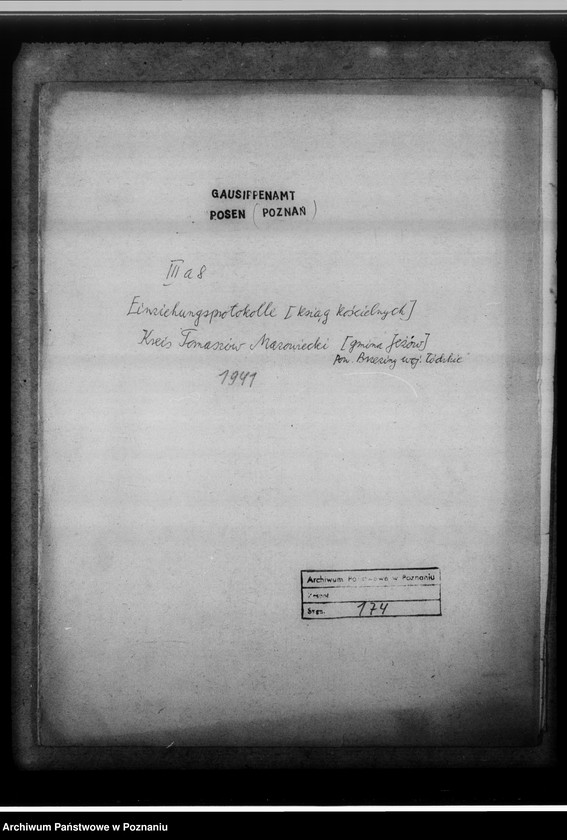 GAUSIPPENAMT
POSEN (POZNAŃ)
III a 8
Einziehungsprotokolle [ksiąg kościelnych]
Kreis Tomaszów Mazowiecki [gmina Jeżów]
pow. Brzeziny woj. łódzkie
1941
Archiwum Państwowe w Poznaniu
Zespół
Sygn. 174
Archiwum Państwowe w Poznaniu